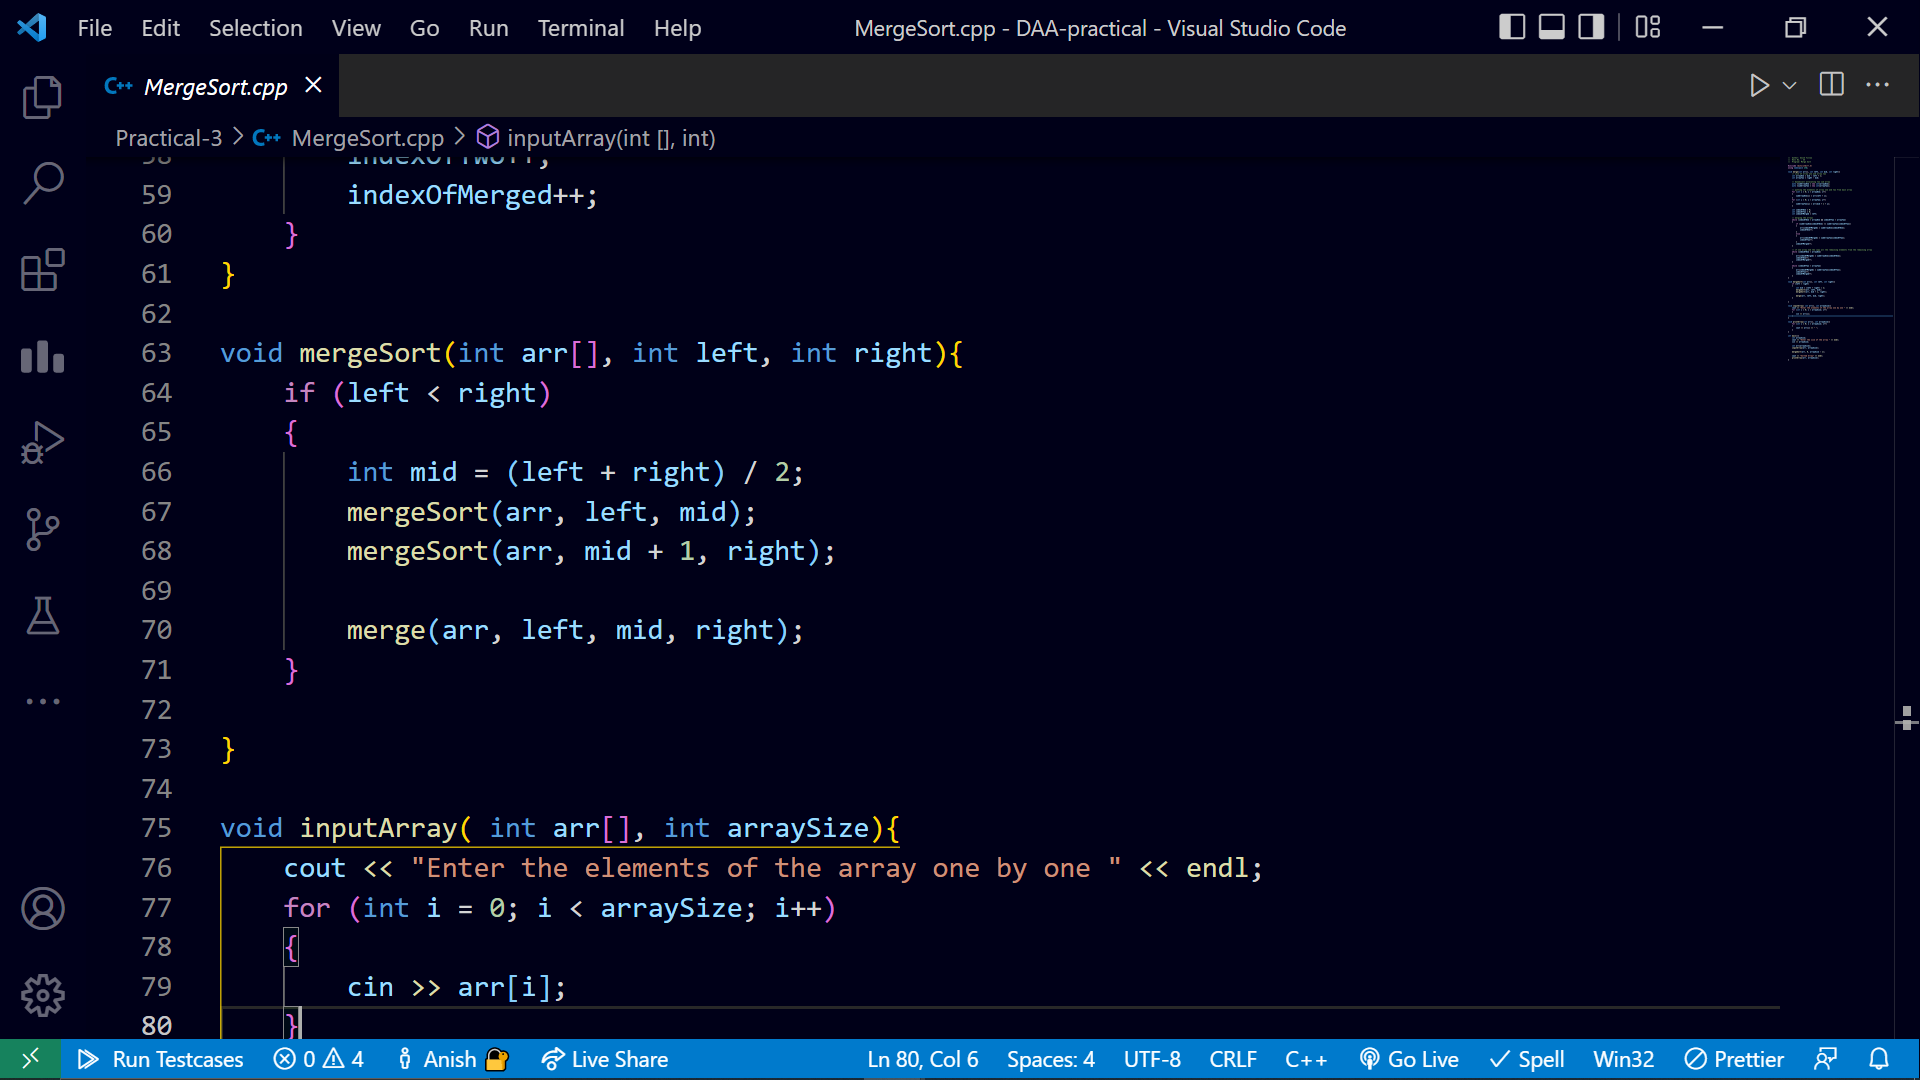 File Edit Selection View Go Run Terminal Help MergeSort.cpp - DAA-practical - Visual Studio Code
C++ MergeSort.cpp
Practical-3 > C++ MergeSort.cpp > inputArray(int [], int)
58 indexOfTwo++;
59 indexOfMerged++;
60 }
61 }
62
63 void mergeSort(int arr[], int left, int right){
64 if (left < right)
65 {
66 int mid = (left + right) / 2;
67 mergeSort(arr, left, mid);
68 mergeSort(arr, mid + 1, right);
69
70 merge(arr, left, mid, right);
71 }
72
73 }
74
75 void inputArray( int arr[], int arraySize){
76 cout << "Enter the elements of the array one by one " << endl;
77 for (int i = 0; i < arraySize; i++)
78 {
79 cin >> arr[i];
80 }
Run Testcases 0 4 Anish Live Share Ln 80, Col 6 Spaces: 4 UTF-8 CRLF C++ Go Live Spell Win32 Prettier